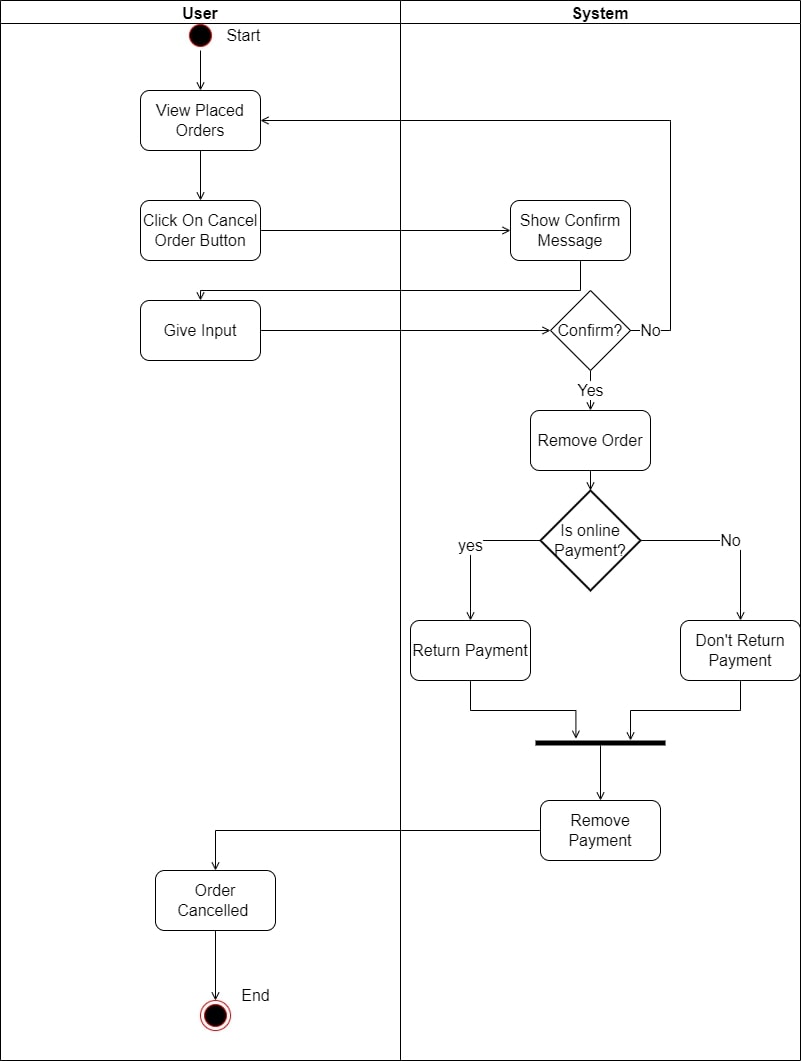 User
System
Start
View Placed
Orders
Click On Cancel
Order Button
Show Confirm
Message
Give Input
Confirm?
No
Yes
Remove Order
Is online
Payment?
yes
No
Return Payment
Don't Return
Payment
Remove
Payment
Order
Cancelled
End